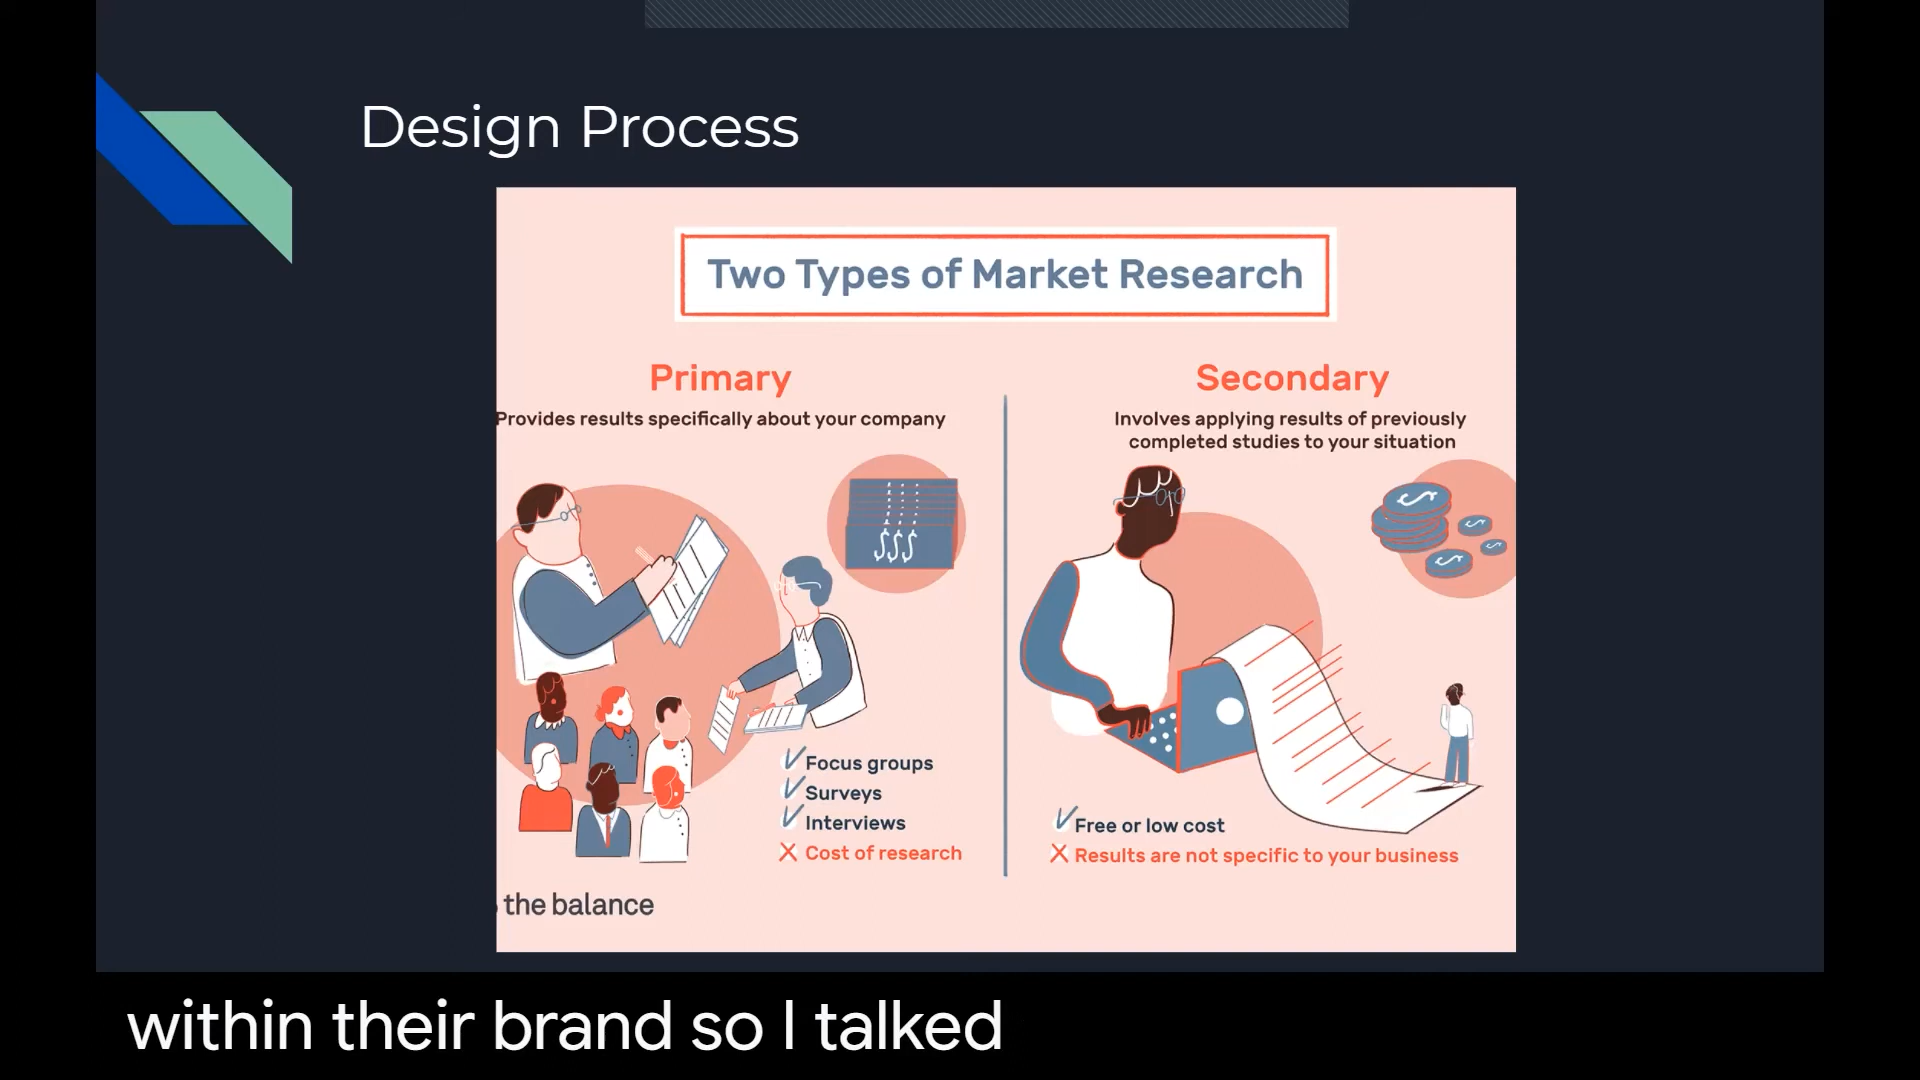 Design Process
Two Types of Market Research
Primary
Provides results specifically about your company
Focus groups
Surveys
Interviews
Cost of research
the balance
Secondary
Involves applying results of previously
completed studies to your situation
Free or low cost
Results are not specific to your business
within their brand so I talked